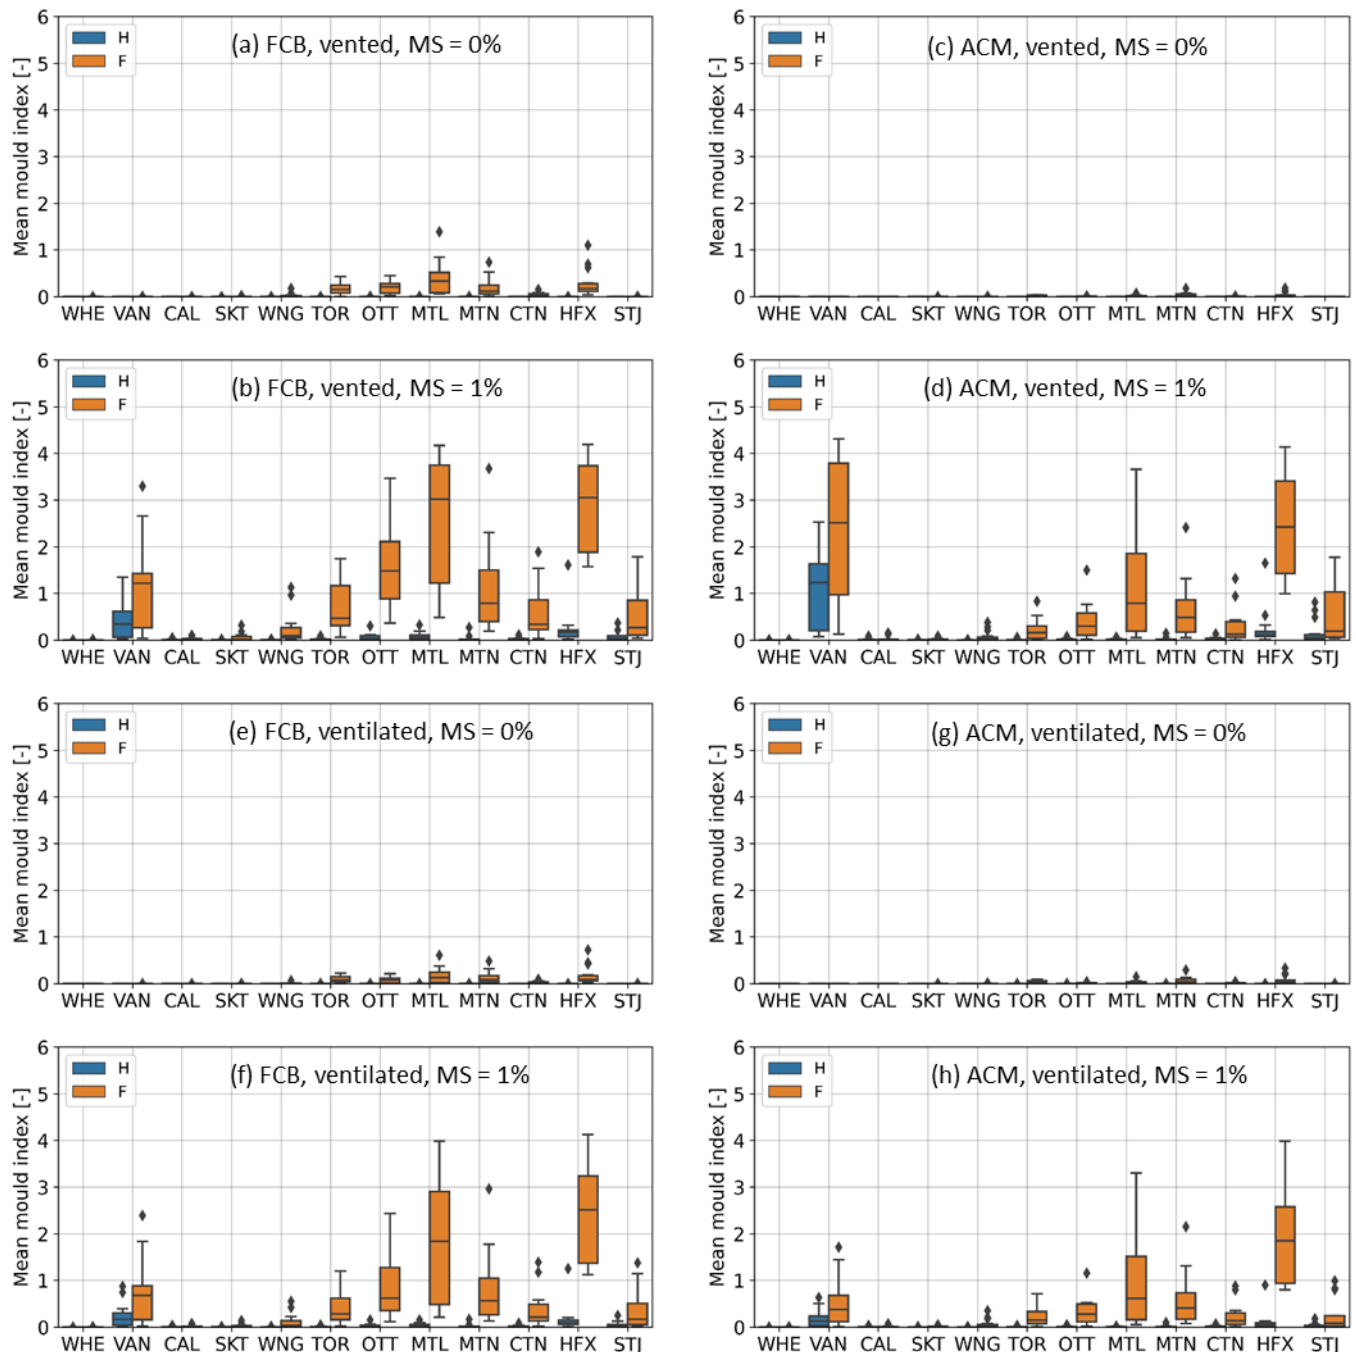 (a) FCB, vented, MS = 0%
H
F
Mean mould index [-]
6
5
4
3
2
1
0
WHE VAN CAL SKT WNG TOR OTT MTL MTN CTN HFX STJ
(c) ACM, vented, MS = 0%
H
F
Mean mould index [-]
6
5
4
3
2
1
0
WHE VAN CAL SKT WNG TOR OTT MTL MTN CTN HFX STJ
(b) FCB, vented, MS = 1%
H
F
Mean mould index [-]
6
5
4
3
2
1
0
WHE VAN CAL SKT WNG TOR OTT MTL MTN CTN HFX STJ
(d) ACM, vented, MS = 1%
H
F
Mean mould index [-]
6
5
4
3
2
1
0
WHE VAN CAL SKT WNG TOR OTT MTL MTN CTN HFX STJ
(e) FCB, ventilated, MS = 0%
H
F
Mean mould index [-]
6
5
4
3
2
1
0
WHE VAN CAL SKT WNG TOR OTT MTL MTN CTN HFX STJ
(g) ACM, ventilated, MS = 0%
H
F
Mean mould index [-]
6
5
4
3
2
1
0
WHE VAN CAL SKT WNG TOR OTT MTL MTN CTN HFX STJ
(f) FCB, ventilated, MS = 1%
H
F
Mean mould index [-]
6
5
4
3
2
1
0
WHE VAN CAL SKT WNG TOR OTT MTL MTN CTN HFX STJ
(h) ACM, ventilated, MS = 1%
H
F
Mean mould index [-]
6
5
4
3
2
1
0
WHE VAN CAL SKT WNG TOR OTT MTL MTN CTN HFX STJ